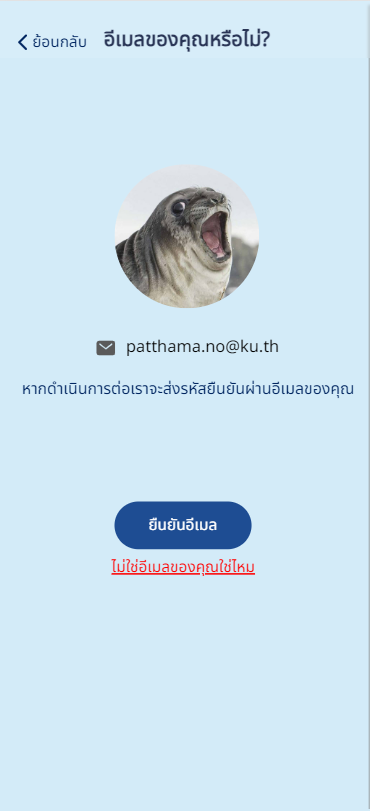 ย้อนกลับ อีเมลของคุณหรือไม่?
patthama.no@ku.th
หากดำเนินการต่อเราจะส่งรหัสยืนยันผ่านอีเมลของคุณ
ยืนยันอีเมล
ไม่ใช่อีเมลของคุณใช่ไหม